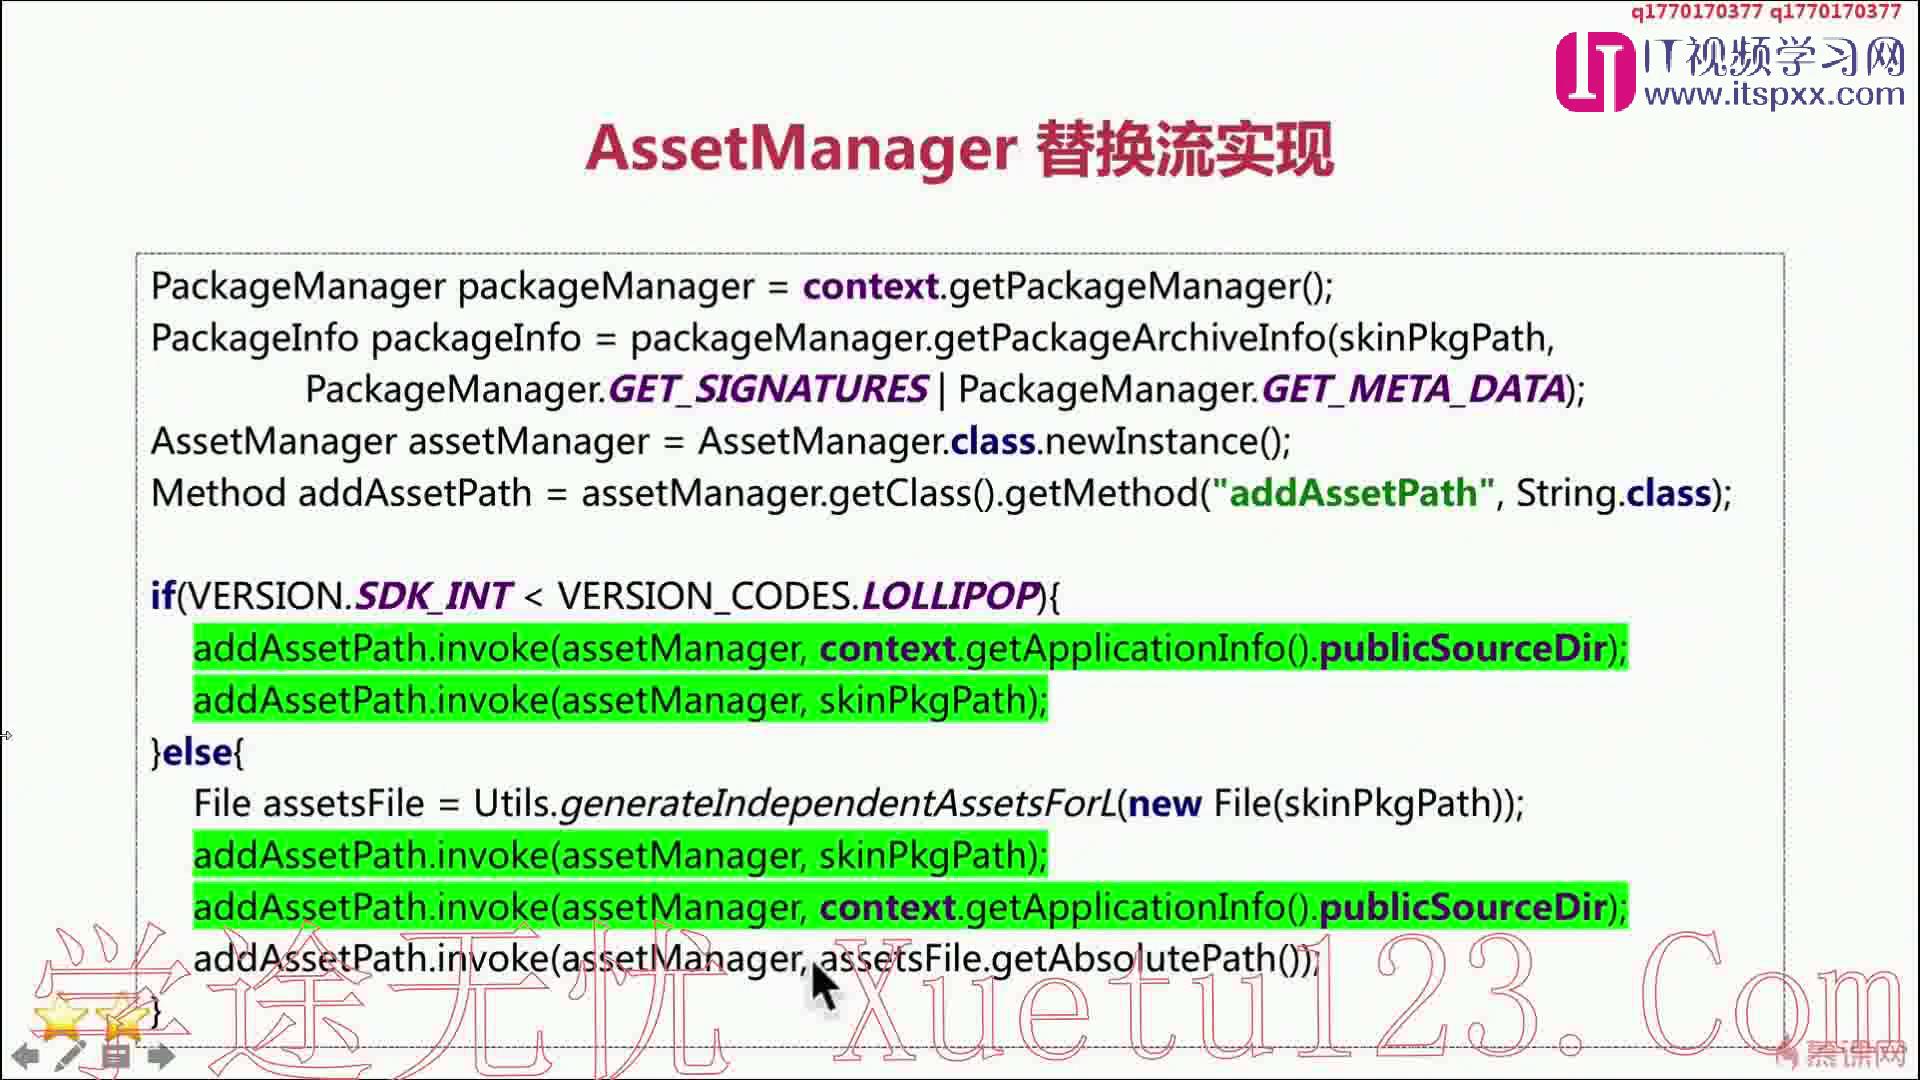 q1770170377 q1770170377
IT视频学习网
www.itspxx.com
AssetManager 替换流实现
PackageManager packageManager = context.getPackageManager();
PackageInfo packageInfo = packageManager.getPackageArchiveInfo(skinPkgPath,
PackageManager.GET_SIGNATURES | PackageManager.GET_META_DATA);
AssetManager assetManager = AssetManager.class.newInstance();
Method addAssetPath = assetManager.getClass().getMethod("addAssetPath", String.class);
if(VERSION.SDK_INT < VERSION_CODES.LOLLIPOP){
addAssetPath.invoke(assetManager, context.getApplicationInfo().publicSourceDir);
addAssetPath.invoke(assetManager, skinPkgPath);
}else{
File assetsFile = Utils.generateIndependentAssetsForL(new File(skinPkgPath));
addAssetPath.invoke(assetManager, skinPkgPath);
addAssetPath.invoke(assetManager, context.getApplicationInfo().publicSourceDir);
addAssetPath.invoke(assetManager, assetsFile.getAbsolutePath());
}
学途无忧 Xuetu123.Com
慕课网